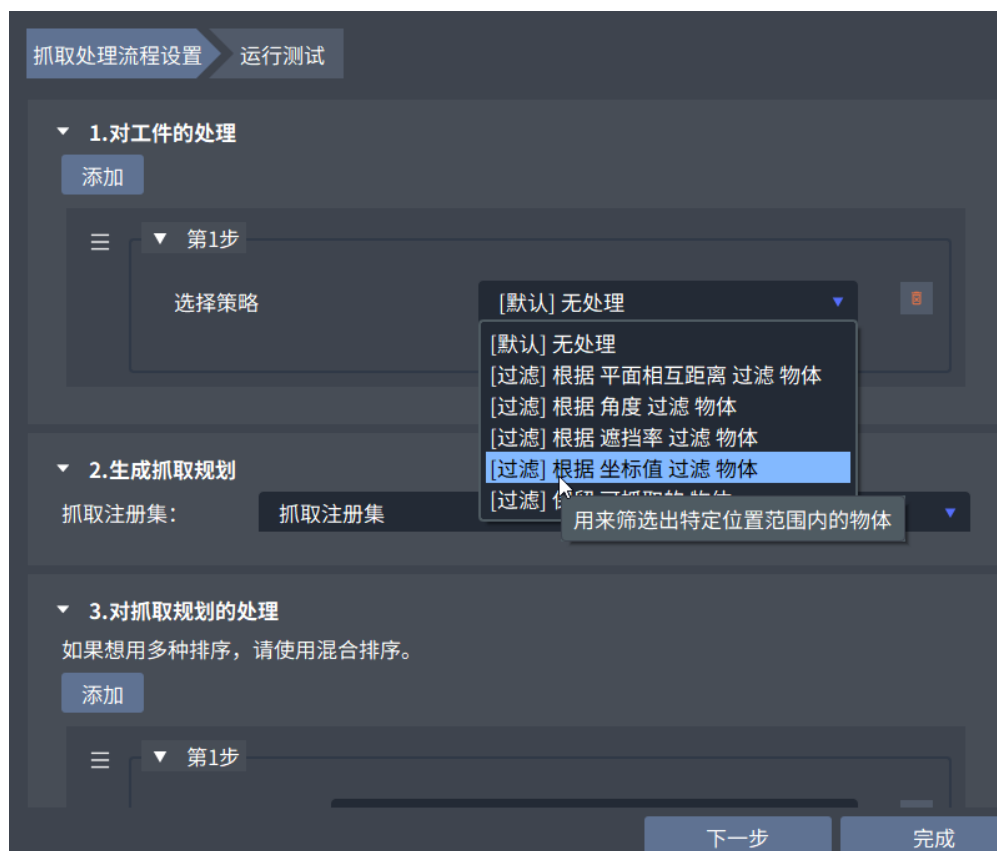 抓取处理流程设置 运行测试
1.对工件的处理
添加
第1步
选择策略 [默认] 无处理
[默认] 无处理
[过滤] 根据 平面相互距离 过滤 物体
[过滤] 根据 角度 过滤 物体
[过滤] 根据 遮挡率 过滤 物体
[过滤] 根据 坐标值 过滤 物体
[过滤]
用来筛选出特定位置范围内的物体
2.生成抓取规划
抓取注册集： 抓取注册集
3.对抓取规划的处理
如果想用多种排序，请使用混合排序。
添加
第1步
下一步 完成